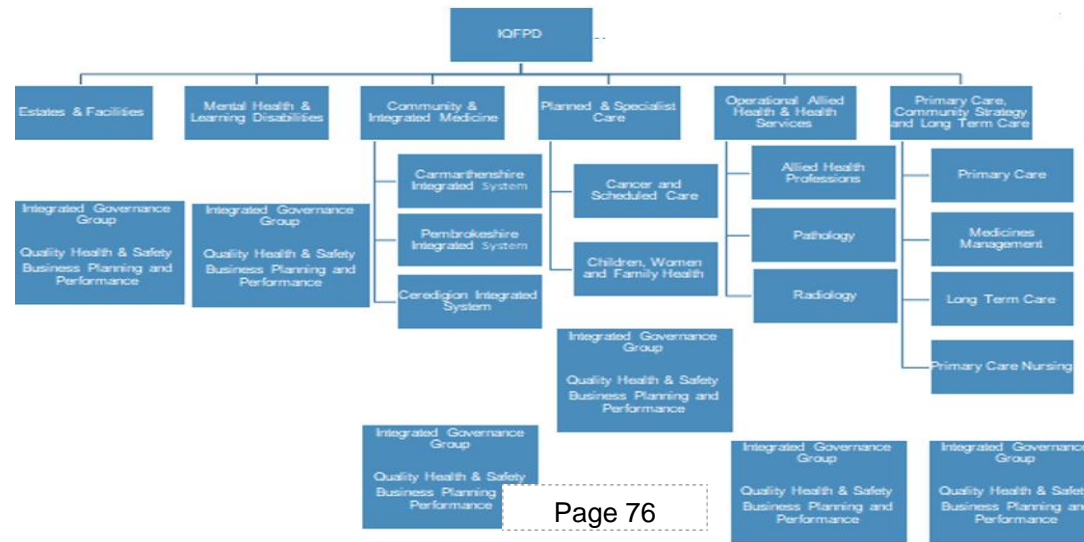 IQFPD
Estates & Facilities
Mental Health &
Learning Disabilities
Community &
Integrated Medicine
Planned & Specialist
Care
Operational Allied
Health & Health
Services
Primary Care,
Community Strategy
and Long Term Care
Integrated Governance
Group
Quality Health & Safety
Business Planning and
Performance
Integrated Governance
Group
Quality Health & Safety
Business Planning and
Performance
Carmarthenshire
Integrated System
Pembrokeshire
Integrated System
Ceredigion Integrated
System
Cancer and
Scheduled Care
Children, Women
and Family Health
Allied Health
Professions
Pathology
Radiology
Primary Care
Medicines
Management
Long Term Care
Primary Care Nursing
Integrated Governance
Group
Quality Health & Safety
Business Planning and
Performance
Integrated Governance
Group
Quality Health & Safety
Business Planning
Performance
Integrated Governance
Group
Quality Health & Safety
Business Planning and
Performance
Integrated Governance
Group
Quality Health & Safety
Business Planning and
Performance
Page 76